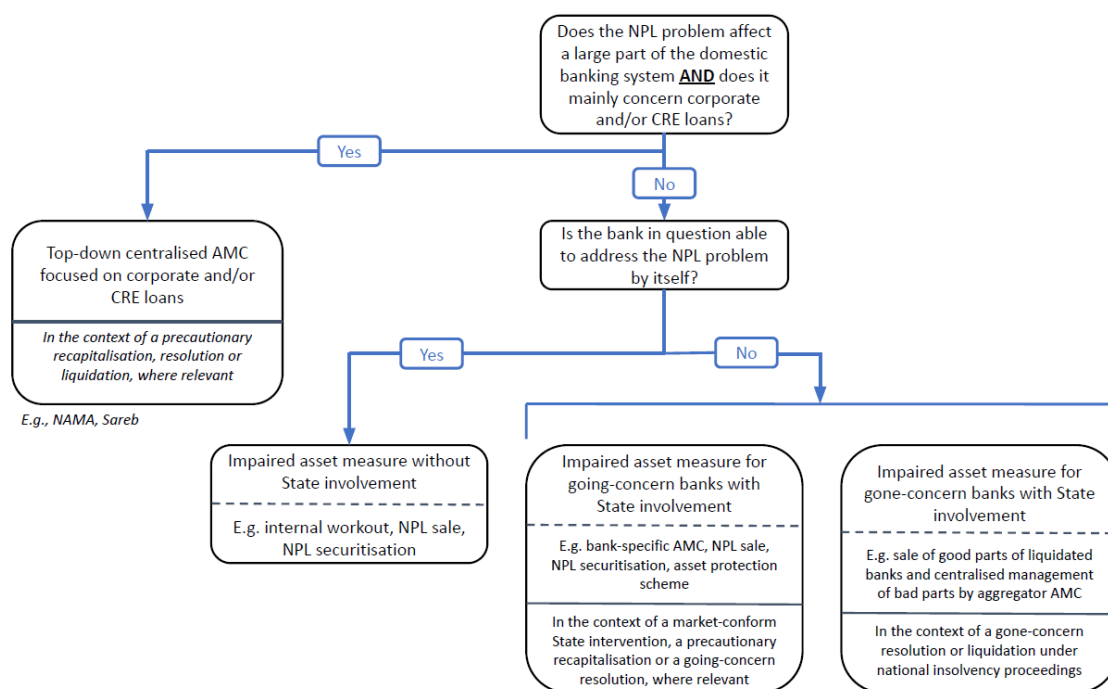 Does the NPL problem affect
a large part of the domestic
banking system AND does it
mainly concern corporate
and/or CRE loans?
Yes
No
Top-down centralised AMC
focused on corporate and/or
CRE loans
In the context of a precautionary
recapitalisation, resolution or
liquidation, where relevant
E.g., NAMA, Sareb
Is the bank in question able
to address the NPL problem
by itself?
Yes
No
Impaired asset measure without
State involvement
E.g. internal workout, NPL sale,
NPL securitisation
Impaired asset measure for
going-concern banks with
State involvement
E.g. bank-specific AMC, NPL sale,
NPL securitisation, asset protection
scheme
In the context of a market-conform
State intervention, a precautionary
recapitalisation or a going-concern
resolution, where relevant
Impaired asset measure for
gone-concern banks with State
involvement
E.g. sale of good parts of liquidated
banks and centralised management
of bad parts by aggregator AMC
In the context of a gone-concern
resolution or liquidation under
national insolvency proceedings